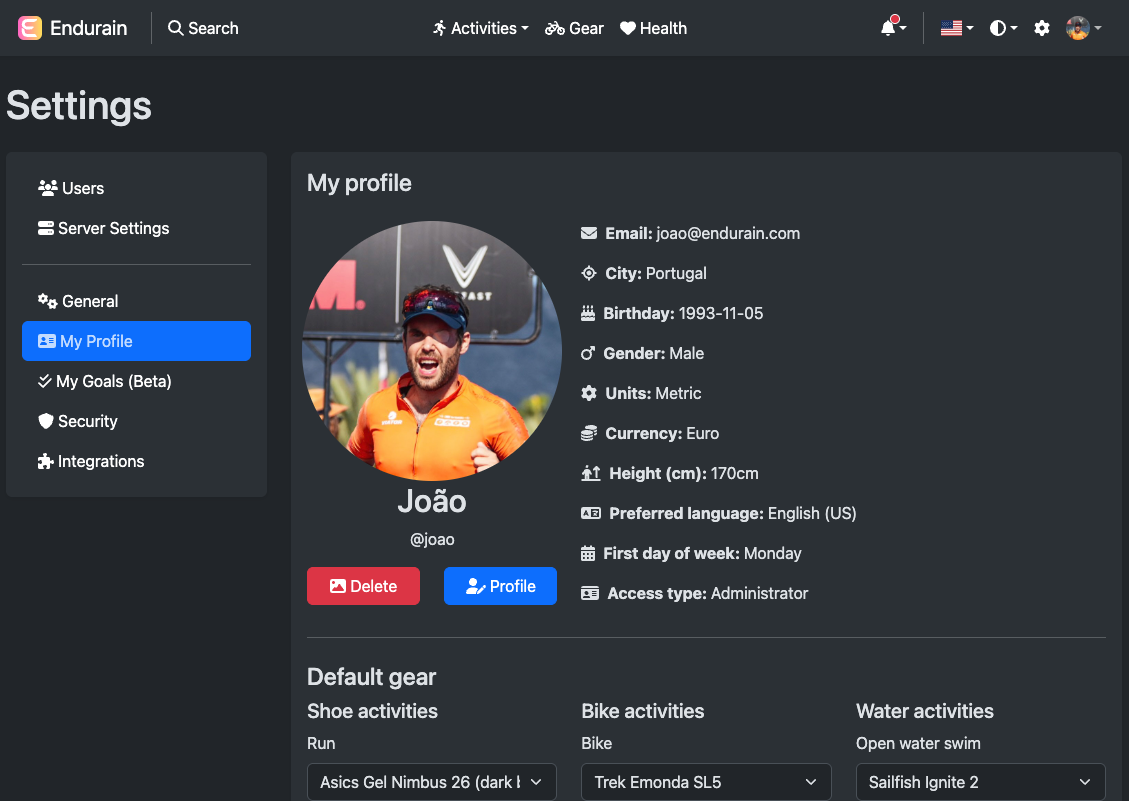 Endurain Search Activities Gear Health
Settings
Users
Server Settings
General
My Profile
My Goals (Beta)
Security
Integrations
My profile
M.
FAST
João
@joao
Delete Profile
Email: joao@endurain.com
City: Portugal
Birthday: 1993-11-05
Gender: Male
Units: Metric
Currency: Euro
Height (cm): 170cm
Preferred language: English (US)
First day of week: Monday
Access type: Administrator
Default gear
Shoe activities
Run
Asics Gel Nimbus 26 (dark b
Bike activities
Bike
Trek Emonda SL5
Water activities
Open water swim
Sailfish Ignite 2